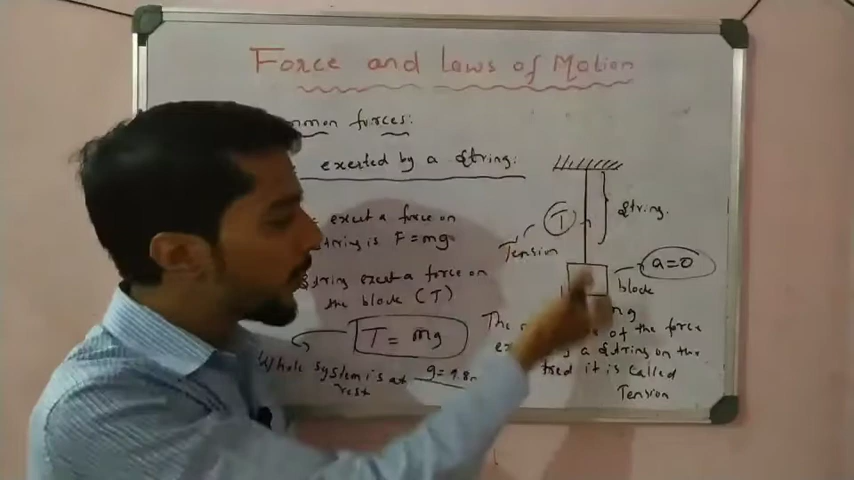 Force and Laws of Motion
forces:
exerted by a String:
exert a force on
string is F=mg
String exert a force on
the block (T)
T = mg
Whole system is at
rest
g=9.8
String
T
Tension
a=0
block
mg
The of the force
a String on the
it is called
Tension